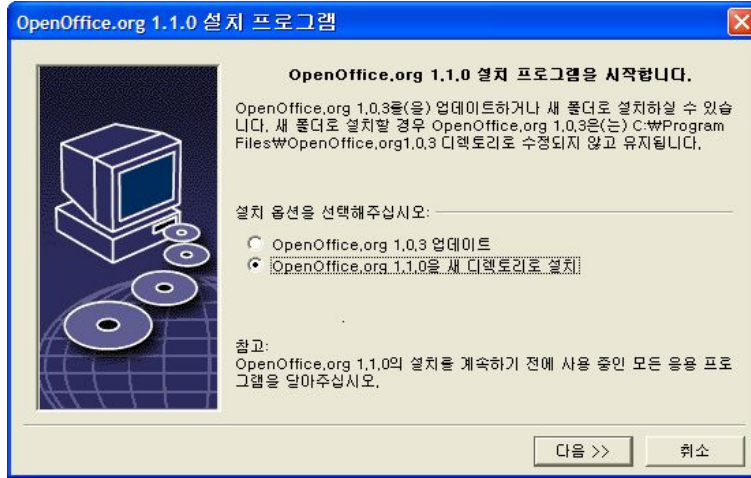 OpenOffice.org 1.1.0 설치 프로그램
OpenOffice.org 1.1.0 설치 프로그램을 시작합니다.
OpenOffice.org 1.0.3을(을) 업데이트하거나 새 폴더로 설치하실 수 있습
니다. 새 폴더로 설치할 경우 OpenOffice.org 1.0.3은(는) C:₩Program
Files₩OpenOffice.org1.0.3 디렉토리로 수정되지 않고 유지됩니다.
설치 옵션을 선택해주십시오:
OpenOffice.org 1.0.3 업데이트
OpenOffice.org 1.1.0을 새 디렉토리로 설치
참고:
OpenOffice.org 1.1.0의 설치를 계속하기 전에 사용 중인 모든 응용 프로
그램을 닫아주십시오.
다음 >>
취소